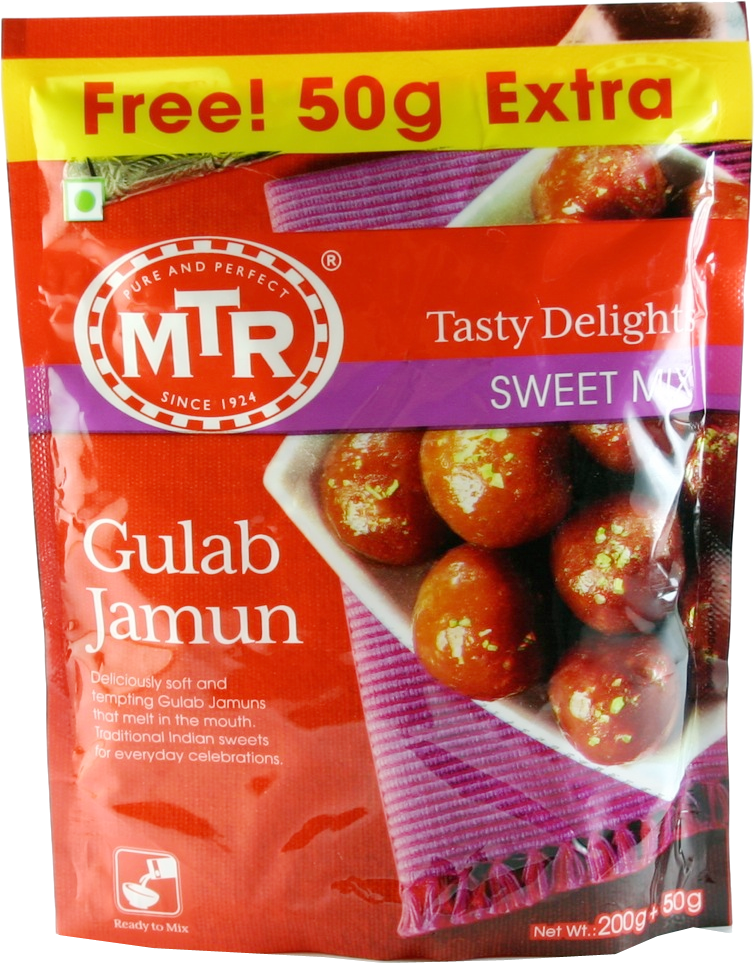 Free! 50g Extra
PURE AND PERFECT
MTR
®
SINCE 1924
Tasty Delights
SWEET MIX
Gulab
Jamun
Deliciously soft and
tempting Gulab Jamuns
that melt in the mouth.
Traditional Indian sweets
for everyday celebrations.
Ready to Mix
Net Wt.: 200g + 50g